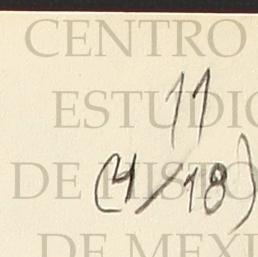 CENTRO
11
ESTUDIO
(4/18)
DE HISTO
DE MEXI